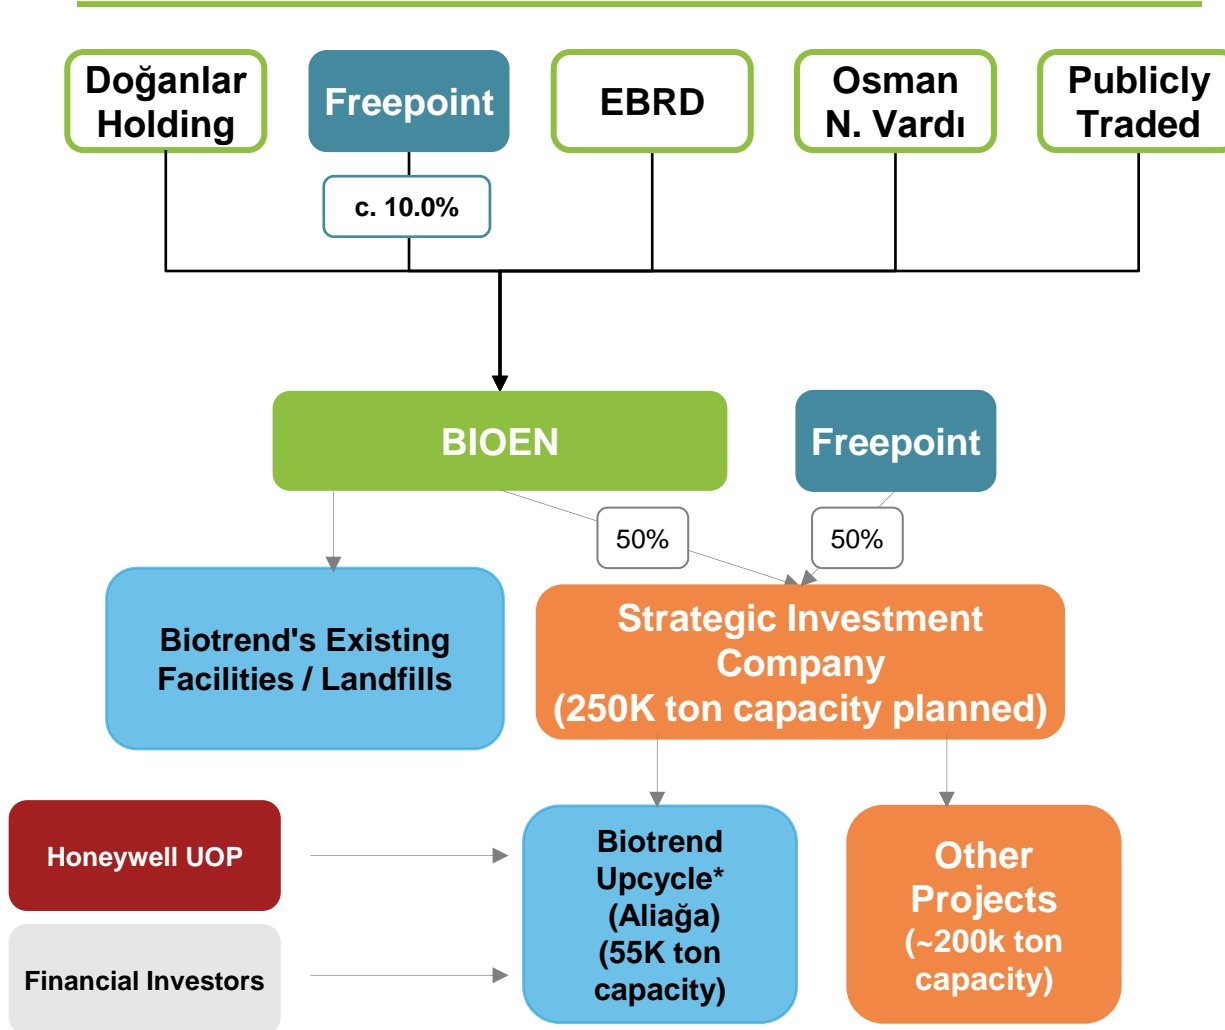 Doğanlar
Holding
Freepoint
EBRD
Osman
N. Vardı
Publicly
Traded
c. 10.0%
BIOEN
Freepoint
50%
50%
Biotrend's Existing
Facilities / Landfills
Strategic Investment
Company
(250K ton capacity planned)
Honeywell UOP
Financial Investors
Biotrend
Upcycle*
(Aliağa)
(55K ton
capacity)
Other
Projects
(~200k ton
capacity)